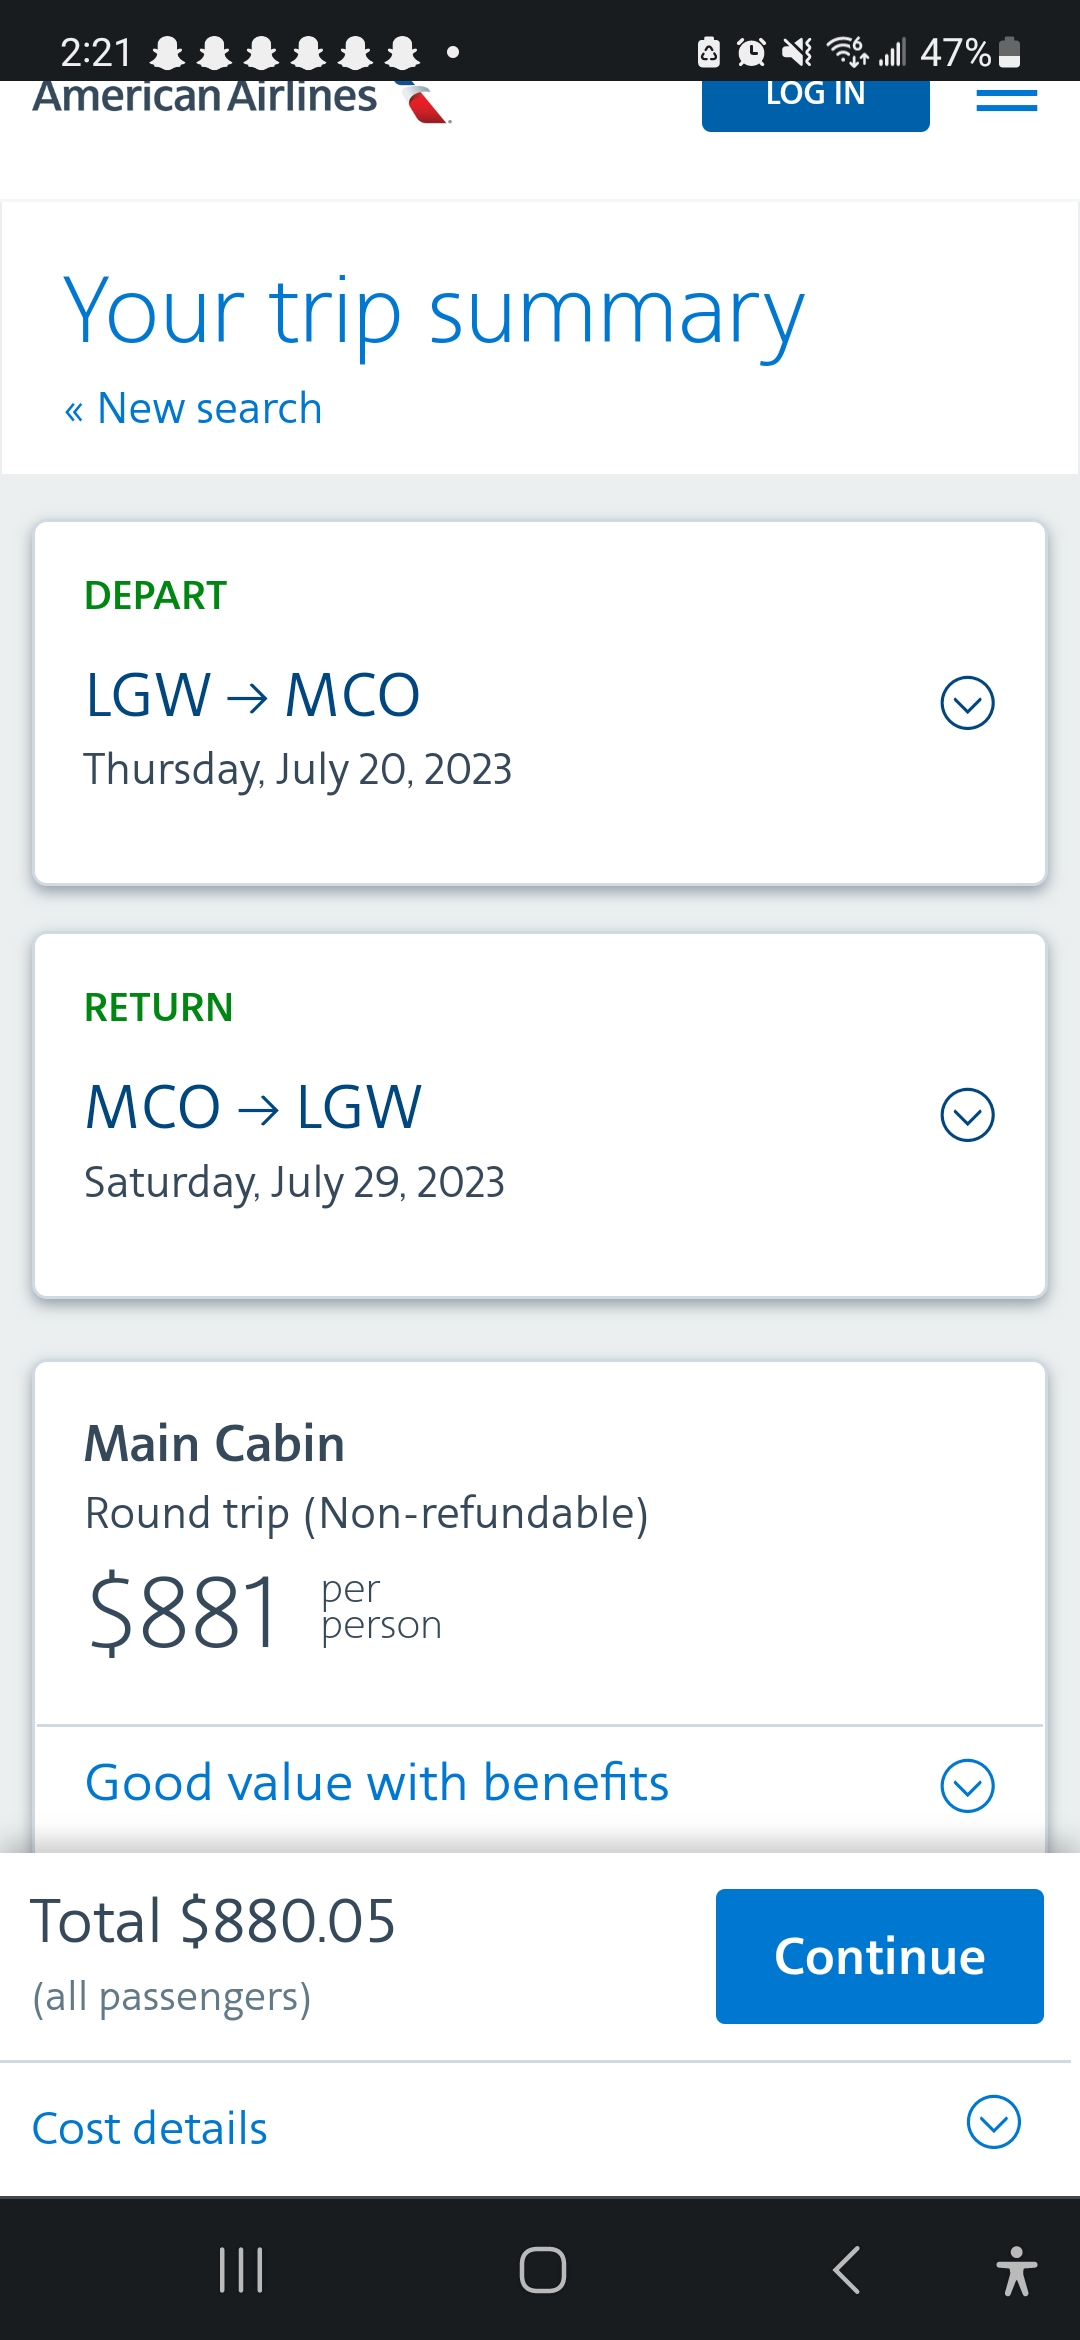 2:21
47%
American Airlines
LOG IN
Your trip summary
« New search
DEPART
LGW → MCO
Thursday, July 20, 2023
RETURN
MCO → LGW
Saturday, July 29, 2023
Main Cabin
Round trip (Non-refundable)
$881 per person
Good value with benefits
Total $880.05
(all passengers)
Continue
Cost details